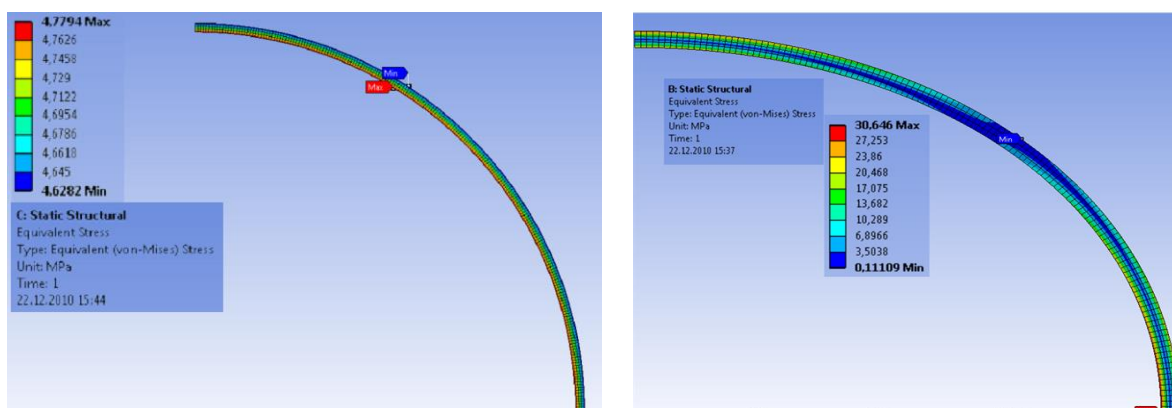 4,7794 Max
4,7626
4,7458
4,729
4,7122
4,6954
4,6786
4,6618
4,645
4,6282 Min
C: Static Structural
Equivalent Stress
Type: Equivalent (von-Mises) Stress
Unit: MPa
Time: 1
22.12.2010 15:44
Min
Max
B: Static Structural
Equivalent Stress
Type: Equivalent (von-Mises) Stress
Unit: MPa
Time: 1
22.12.2010 15:37
30,646 Max
27,253
23,86
20,468
17,075
13,682
10,289
6,8966
3,5038
0,11109 Min
Min